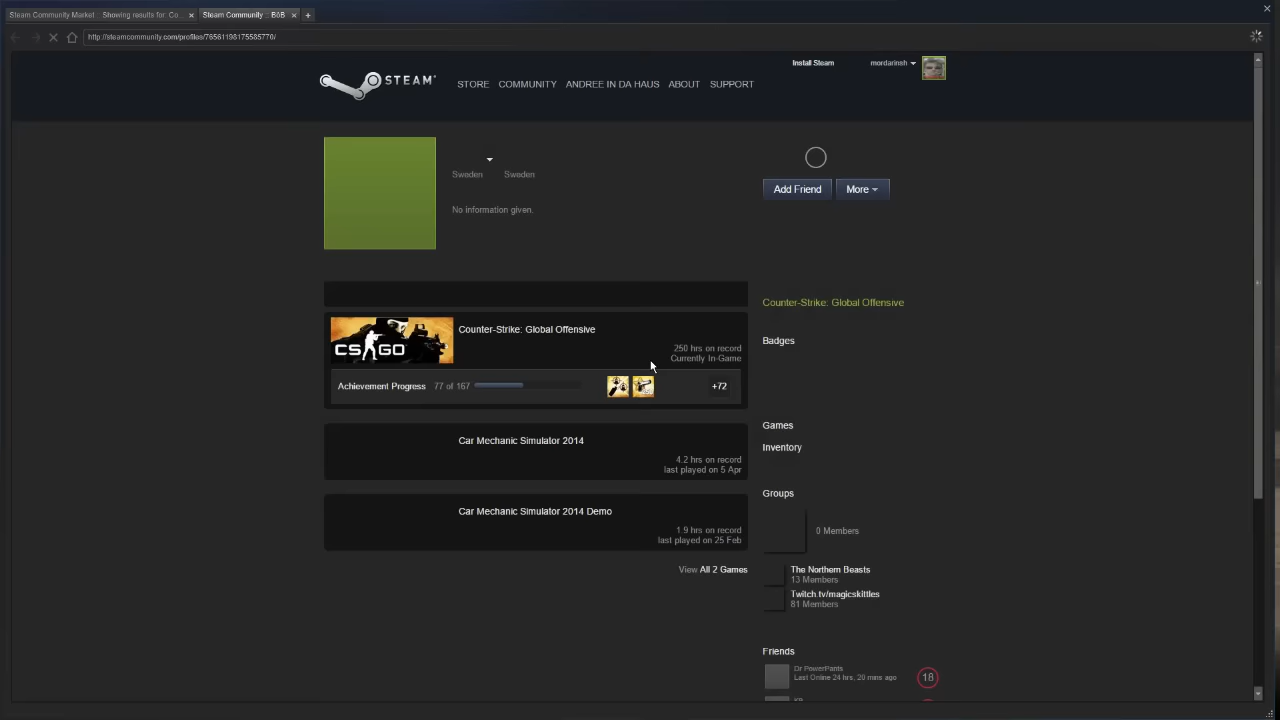 Steam Community Market :: Showing results for: Co...
Steam Community :: BöB
http://steamcommunity.com/profiles/76561198175585770/
Install Steam
mordarinsh
STEAM
STORE
COMMUNITY
ANDREE IN DA HAUS
ABOUT
SUPPORT
Sweden
Sweden
No information given.
Add Friend
More
Counter-Strike: Global Offensive
CS GO
Counter-Strike: Global Offensive
250 hrs on record
Currently In-Game
Achievement Progress 77 of 167
+72
Badges
Car Mechanic Simulator 2014
4.2 hrs on record
last played on 5 Apr
Games
Inventory
Car Mechanic Simulator 2014 Demo
1.9 hrs on record
last played on 25 Feb
View All 2 Games
Groups
0 Members
The Northern Beasts
13 Members
Twitch.tv/magicskittles
81 Members
Friends
Dr PowerPants
Last Online 24 hrs, 20 mins ago
18